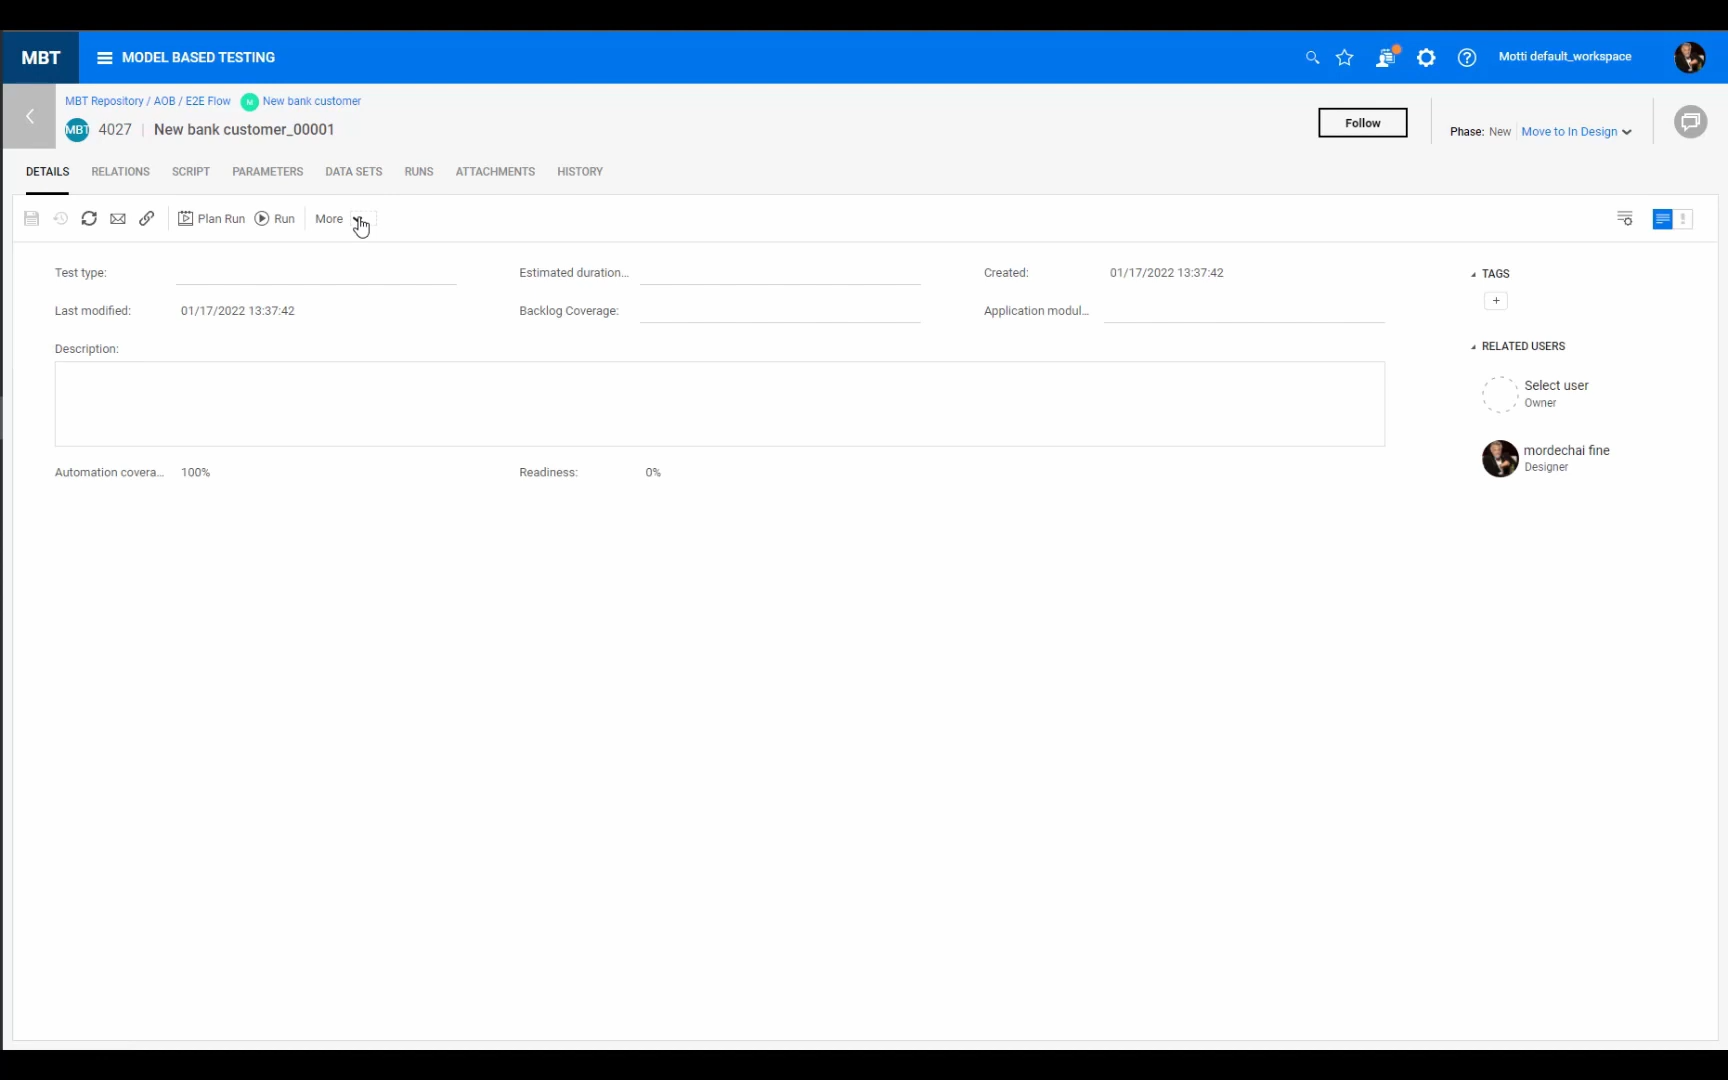 MBT MODEL BASED TESTING Motti default_workspace
MBT Repository / AOB / E2E Flow N New bank customer
MBT 4027 New bank customer_00001
Follow
Phase: New Move to In Design
DETAILS RELATIONS SCRIPT PARAMETERS DATA SETS RUNS ATTACHMENTS HISTORY
Plan Run Run More
Test type: Estimated duration... Created: 01/17/2022 13:37:42
Last modified: 01/17/2022 13:37:42 Backlog Coverage: Application modul...
Description:
Automation covera... 100% Readiness: 0%
TAGS
+
RELATED USERS
Select user
Owner
mordechai fine
Designer